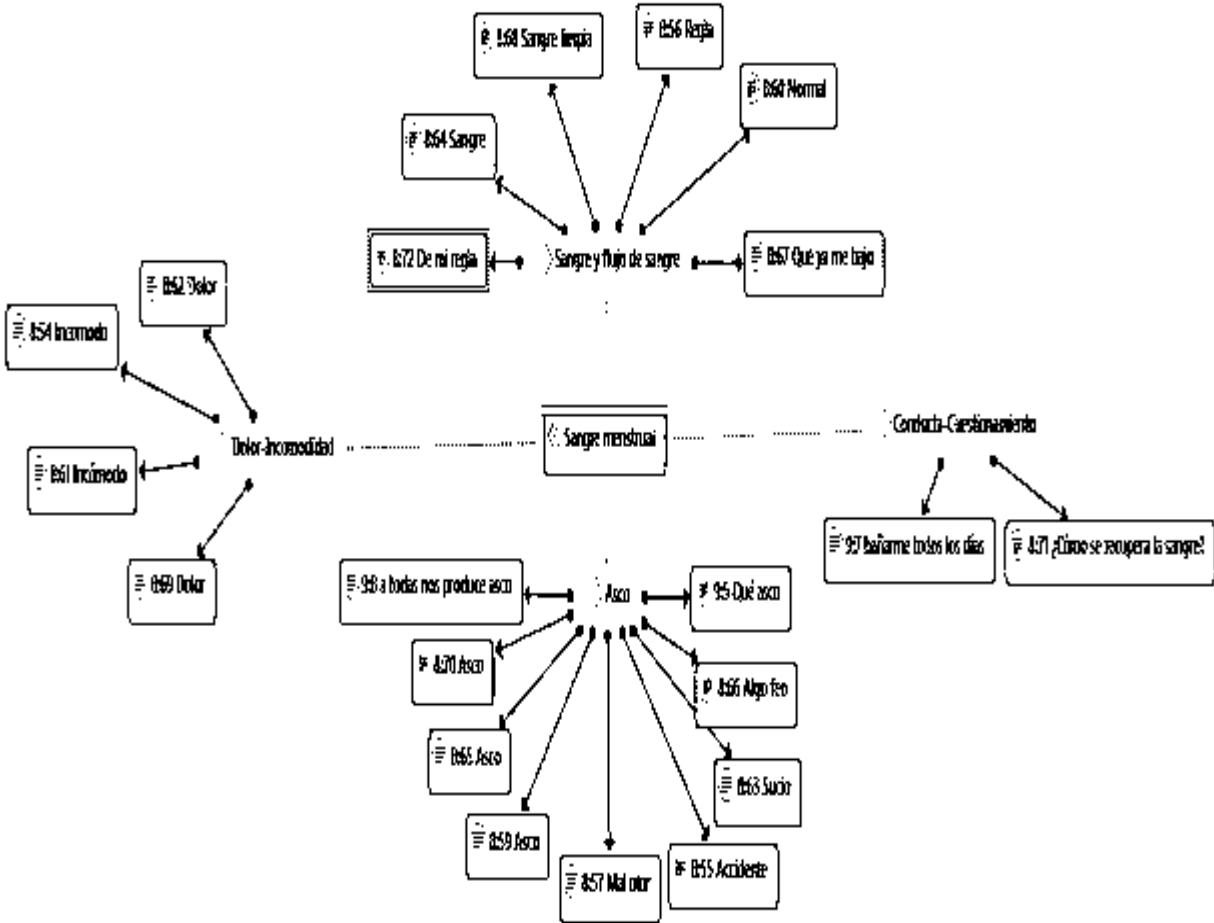 8:68 Sangre limpia
8:56 Regla
8:60 Normal
8:64 Sangre
8:72 De mi regla
Sangre y flujo de sangre
8:67 Qué ya me bajo
8:62 Dolor
8:54 Incomodo
Dolor-Incomodidad
Sangre menstrual
Conducta-Cuestionamiento
8:61 Incómodo
8:69 Dolor
9:7 Bañarme todos los días
8:71 ¿Cómo se recupera la sangre?
9:8 a todas nos produce asco
Asco
9:5 Qué asco
8:70 Asco
8:66 Algo feo
8:65 Asco
8:63 Sucio
8:59 Asco
8:57 Mal olor
8:55 Accidente